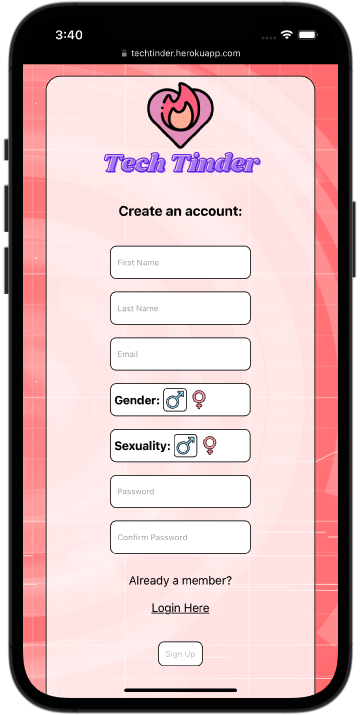 3:40
techtinder.herokuapp.com
Tech Tinder
Create an account:
First Name
Last Name
Email
Gender:
Sexuality:
Password
Confirm Password
Already a member?
Login Here
Sign Up